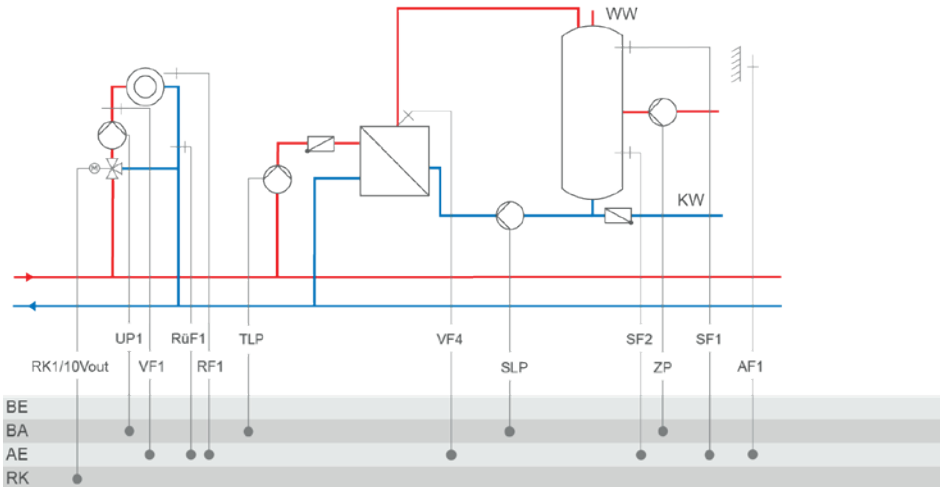 WW
M
KW
UP1 RüF1 TLP VF4 SF2 SF1
RK1/10Vout VF1 RF1 SLP ZP AF1
BE
BA
AE
RK